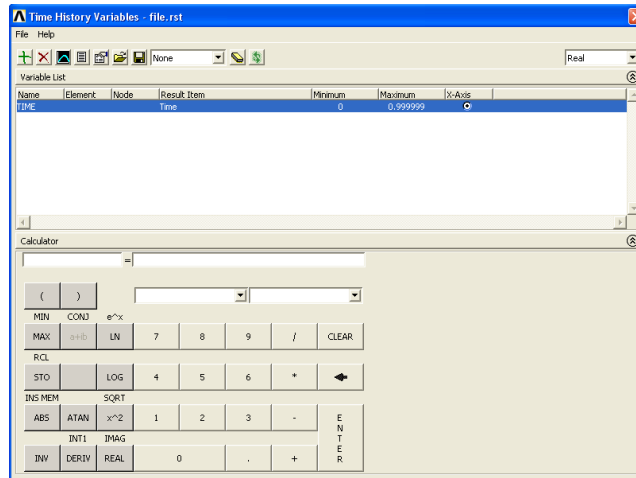 Time History Variables - file.rst
File Help
None
Real
Variable List
Name Element Node Result Item Minimum Maximum X-Axis
TIME Time 0 0.999999
Calculator
=
( )
MIN CONJ e^x
MAX a+ib LN 7 8 9 / CLEAR
RCL
STO LOG 4 5 6 *
INS MEM SQRT
ABS ATAN x^2 1 2 3 - ENTER
INT1 IMAG
INV DERIV REAL 0 . +